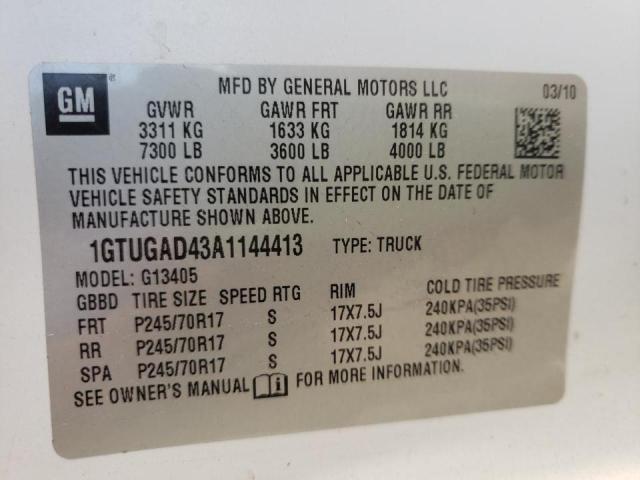 GM ®
MFD BY GENERAL MOTORS LLC 03/10
GVWR GAWR FRT GAWR RR
3311 KG 1633 KG 1814 KG
7300 LB 3600 LB 4000 LB
THIS VEHICLE CONFORMS TO ALL APPLICABLE U.S. FEDERAL MOTOR
VEHICLE SAFETY STANDARDS IN EFFECT ON THE DATE OF
MANUFACTURE SHOWN ABOVE.
1GTUGAD43A1144413 TYPE: TRUCK
MODEL: G13405
GBBD TIRE SIZE SPEED RTG RIM COLD TIRE PRESSURE
FRT P245/70R17 S 17X7.5J 240KPA(35PSI)
RR P245/70R17 S 17X7.5J 240KPA(35PSI)
SPA P245/70R17 S 17X7.5J 240KPA(35PSI)
SEE OWNER'S MANUAL FOR MORE INFORMATION.